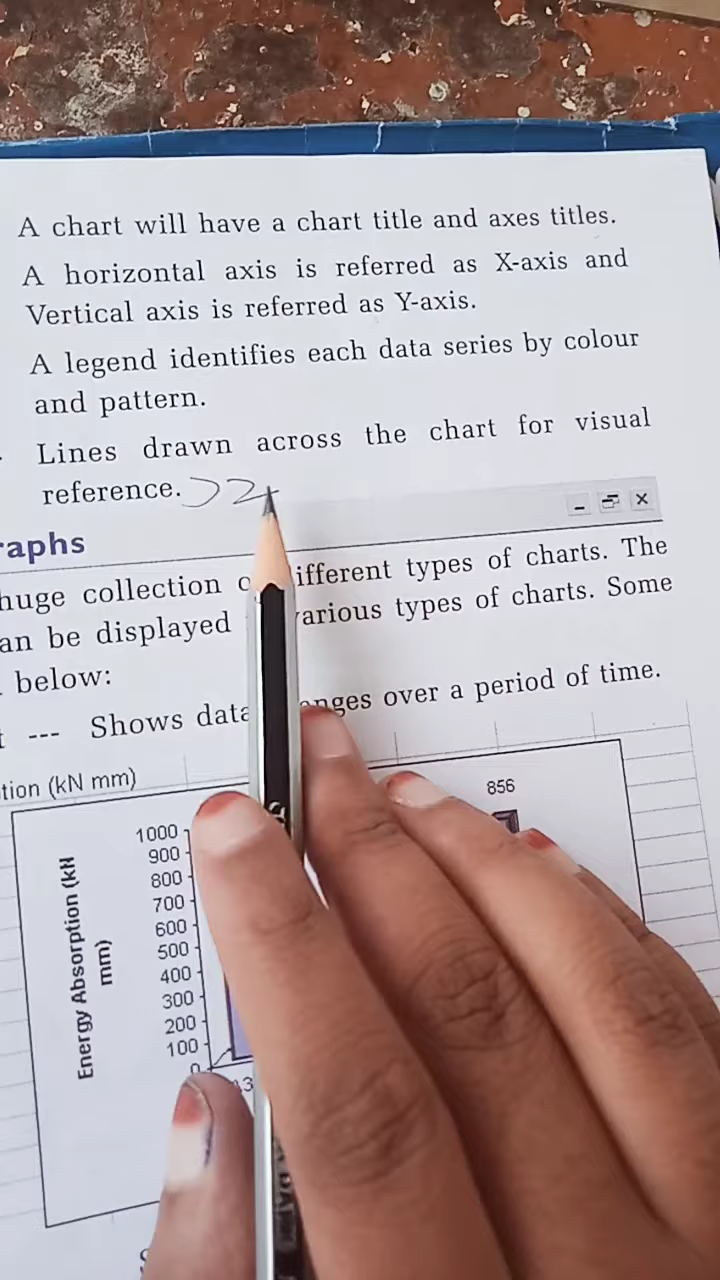 A chart will have a chart title and axes titles.
A horizontal axis is referred as X-axis and
Vertical axis is referred as Y-axis.
A legend identifies each data series by colour
and pattern.
Lines drawn across the chart for visual
reference.
raphs
huge collection different types of charts. The
an be displayed various types of charts. Some
below:
--- Shows data over a period of time.
tion (kN mm)
856
Energy Absorption (kN
mm)
1000
900
800
700
600
500
400
300
200
100
0